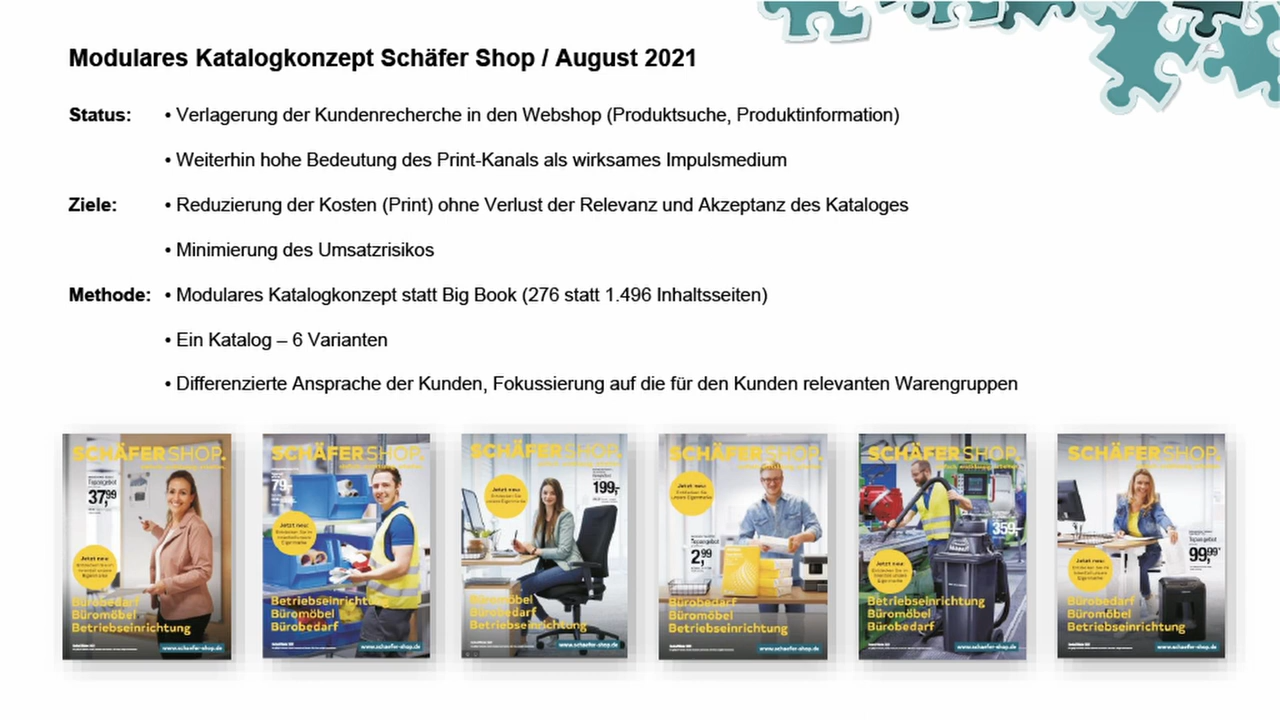 Modulares Katalogkonzept Schäfer Shop / August 2021
Status: • Verlagerung der Kundenrecherche in den Webshop (Produktsuche, Produktinformation)
• Weiterhin hohe Bedeutung des Print-Kanals als wirksames Impulsmedium
Ziele: • Reduzierung der Kosten (Print) ohne Verlust der Relevanz und Akzeptanz des Kataloges
• Minimierung des Umsatzrisikos
Methode: • Modulares Katalogkonzept statt Big Book (276 statt 1.496 Inhaltsseiten)
• Ein Katalog – 6 Varianten
• Differenzierte Ansprache der Kunden, Fokussierung auf die für den Kunden relevanten Warengruppen
SCHÄFER SHOP.
Topangebot
37,99
Jetzt neu:
Bürobedarf
Büromöbel
Betriebseinrichtung
www.schaefer-shop.de
SCHÄFER SHOP.
79,-
Jetzt neu:
Betriebseinrichtung
Büromöbel
Bürobedarf
www.schaefer-shop.de
SCHÄFER SHOP.
199,-
Jetzt neu:
Büromöbel
Bürobedarf
Betriebseinrichtung
www.schaefer-shop.de
SCHÄFER SHOP.
Jetzt neu:
Topangebot
2,99
Bürobedarf
Büromöbel
Betriebseinrichtung
www.schaefer-shop.de
SCHÄFER SHOP.
359,-
Jetzt neu:
Betriebseinrichtung
Büromöbel
Bürobedarf
www.schaefer-shop.de
SCHÄFER SHOP.
Topangebot
99,99*
Jetzt neu:
Bürobedarf
Büromöbel
Betriebseinrichtung
www.schaefer-shop.de